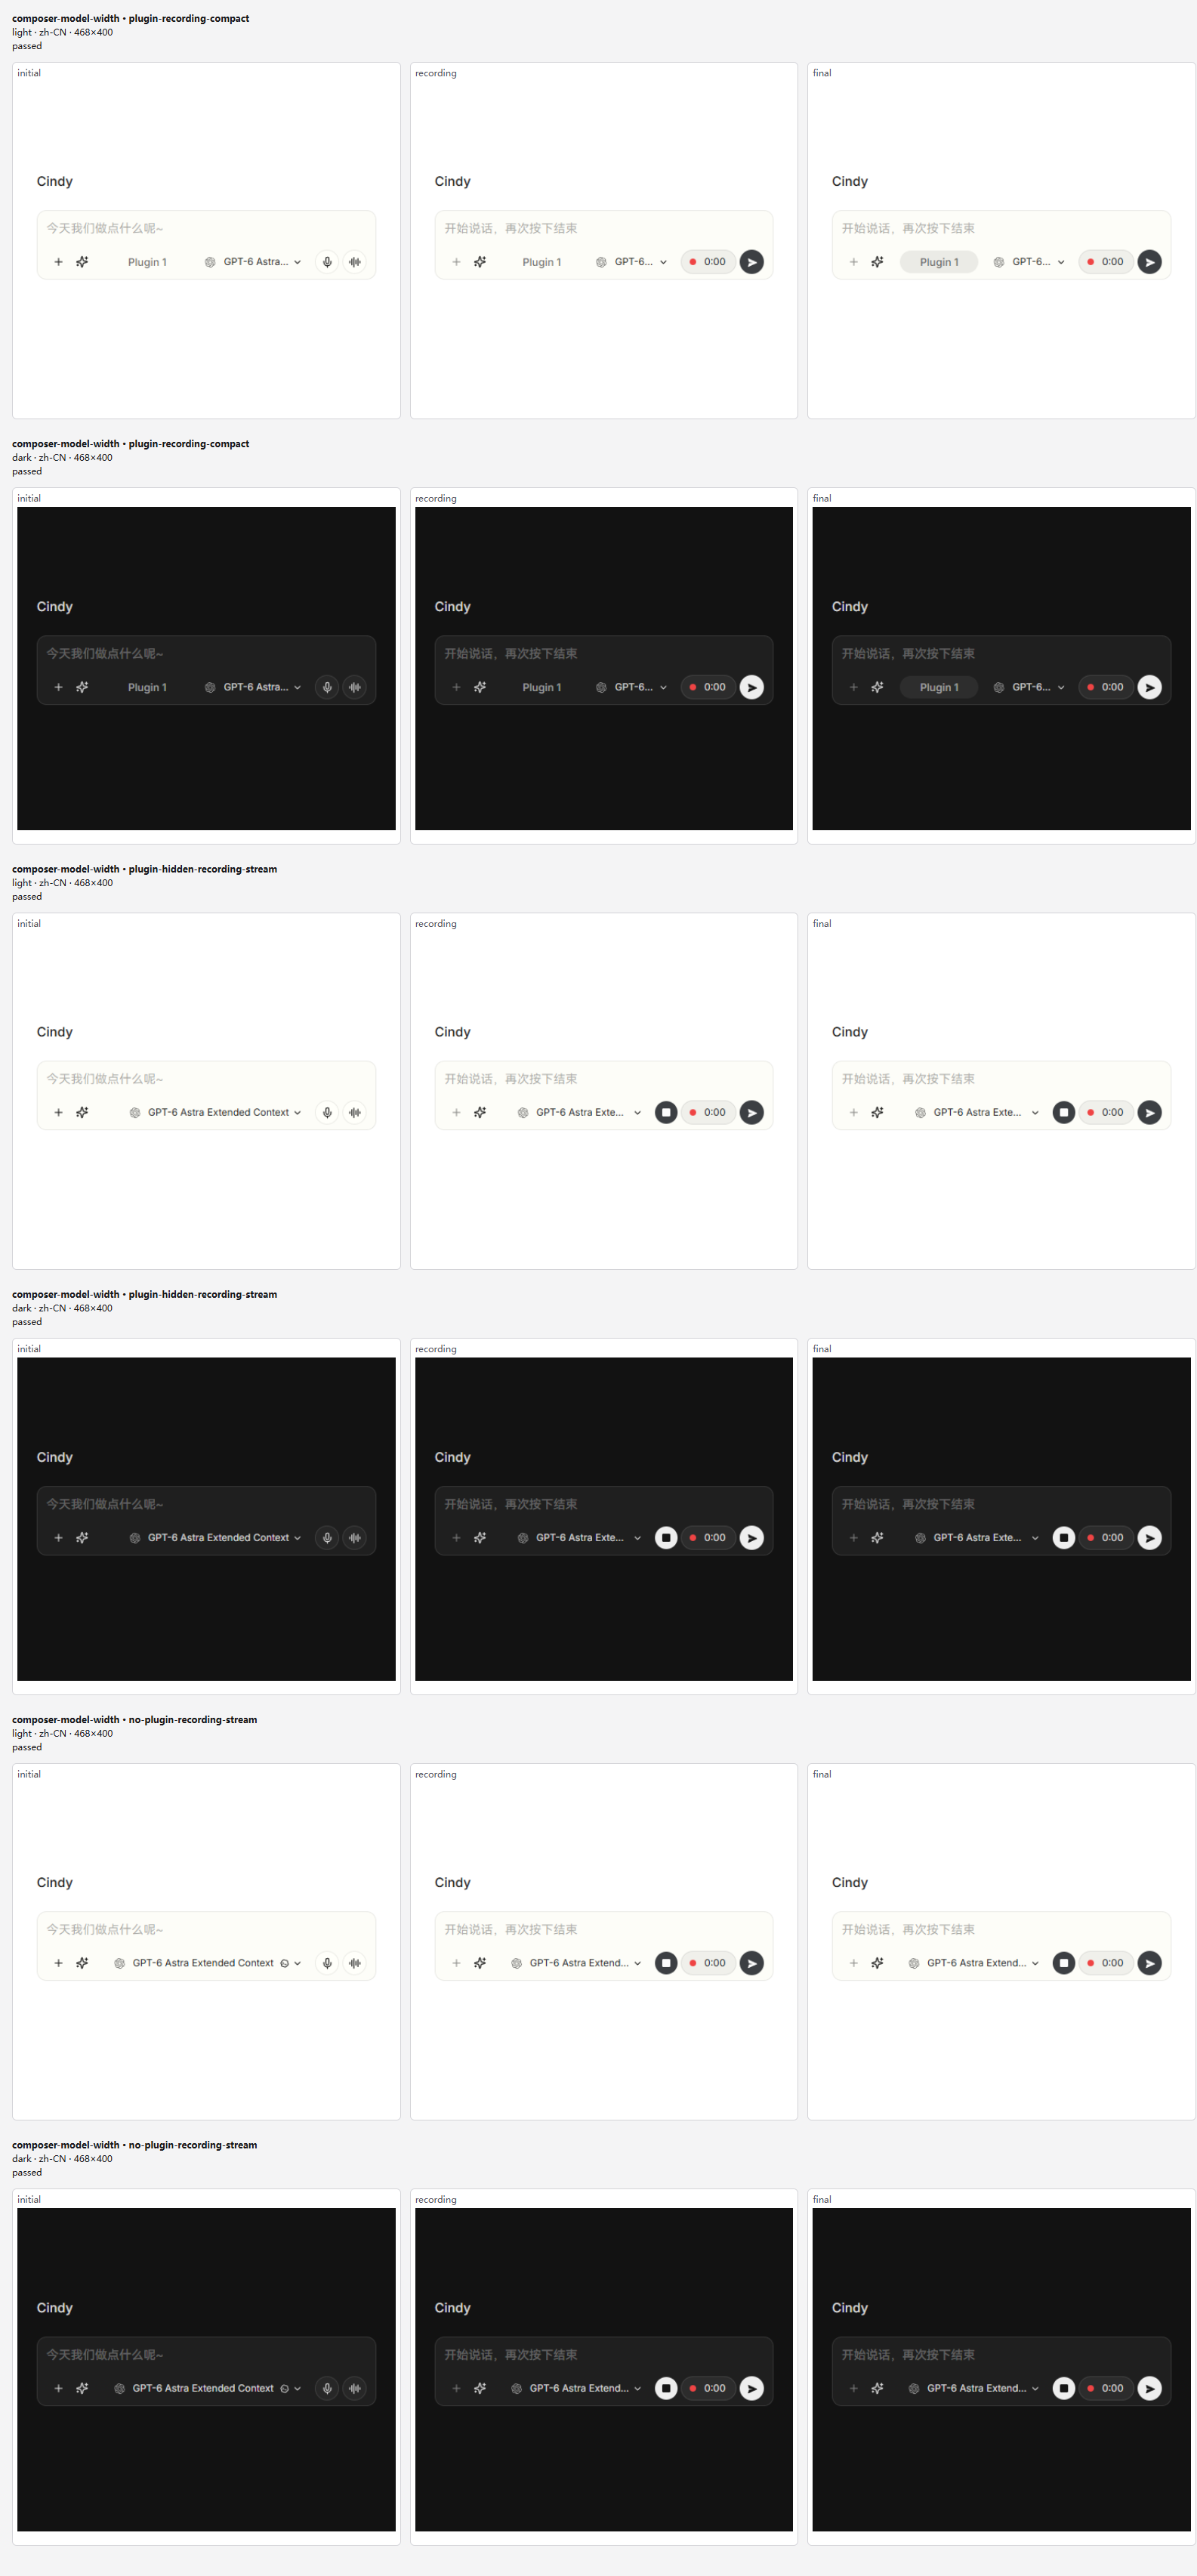 composer-model-width • plugin-recording-compact
light · zh-CN · 468×400
passed
initial
Cindy
今天我们做点什么呢~
Plugin 1 GPT-6 Astra...
recording
Cindy
开始说话，再次按下结束
Plugin 1 GPT-6... 0:00
final
Cindy
开始说话，再次按下结束
Plugin 1 GPT-6... 0:00
composer-model-width • plugin-recording-compact
dark · zh-CN · 468×400
passed
initial
Cindy
今天我们做点什么呢~
Plugin 1 GPT-6 Astra...
recording
Cindy
开始说话，再次按下结束
Plugin 1 GPT-6... 0:00
final
Cindy
开始说话，再次按下结束
Plugin 1 GPT-6... 0:00
composer-model-width • plugin-hidden-recording-stream
light · zh-CN · 468×400
passed
initial
Cindy
今天我们做点什么呢~
GPT-6 Astra Extended Context
recording
Cindy
开始说话，再次按下结束
GPT-6 Astra Exte... 0:00
final
Cindy
开始说话，再次按下结束
GPT-6 Astra Exte... 0:00
composer-model-width • plugin-hidden-recording-stream
dark · zh-CN · 468×400
passed
initial
Cindy
今天我们做点什么呢~
GPT-6 Astra Extended Context
recording
Cindy
开始说话，再次按下结束
GPT-6 Astra Exte... 0:00
final
Cindy
开始说话，再次按下结束
GPT-6 Astra Exte... 0:00
composer-model-width • no-plugin-recording-stream
light · zh-CN · 468×400
passed
initial
Cindy
今天我们做点什么呢~
GPT-6 Astra Extended Context
recording
Cindy
开始说话，再次按下结束
GPT-6 Astra Extend... 0:00
final
Cindy
开始说话，再次按下结束
GPT-6 Astra Extend... 0:00
composer-model-width • no-plugin-recording-stream
dark · zh-CN · 468×400
passed
initial
Cindy
今天我们做点什么呢~
GPT-6 Astra Extended Context
recording
Cindy
开始说话，再次按下结束
GPT-6 Astra Extend... 0:00
final
Cindy
开始说话，再次按下结束
GPT-6 Astra Extend... 0:00